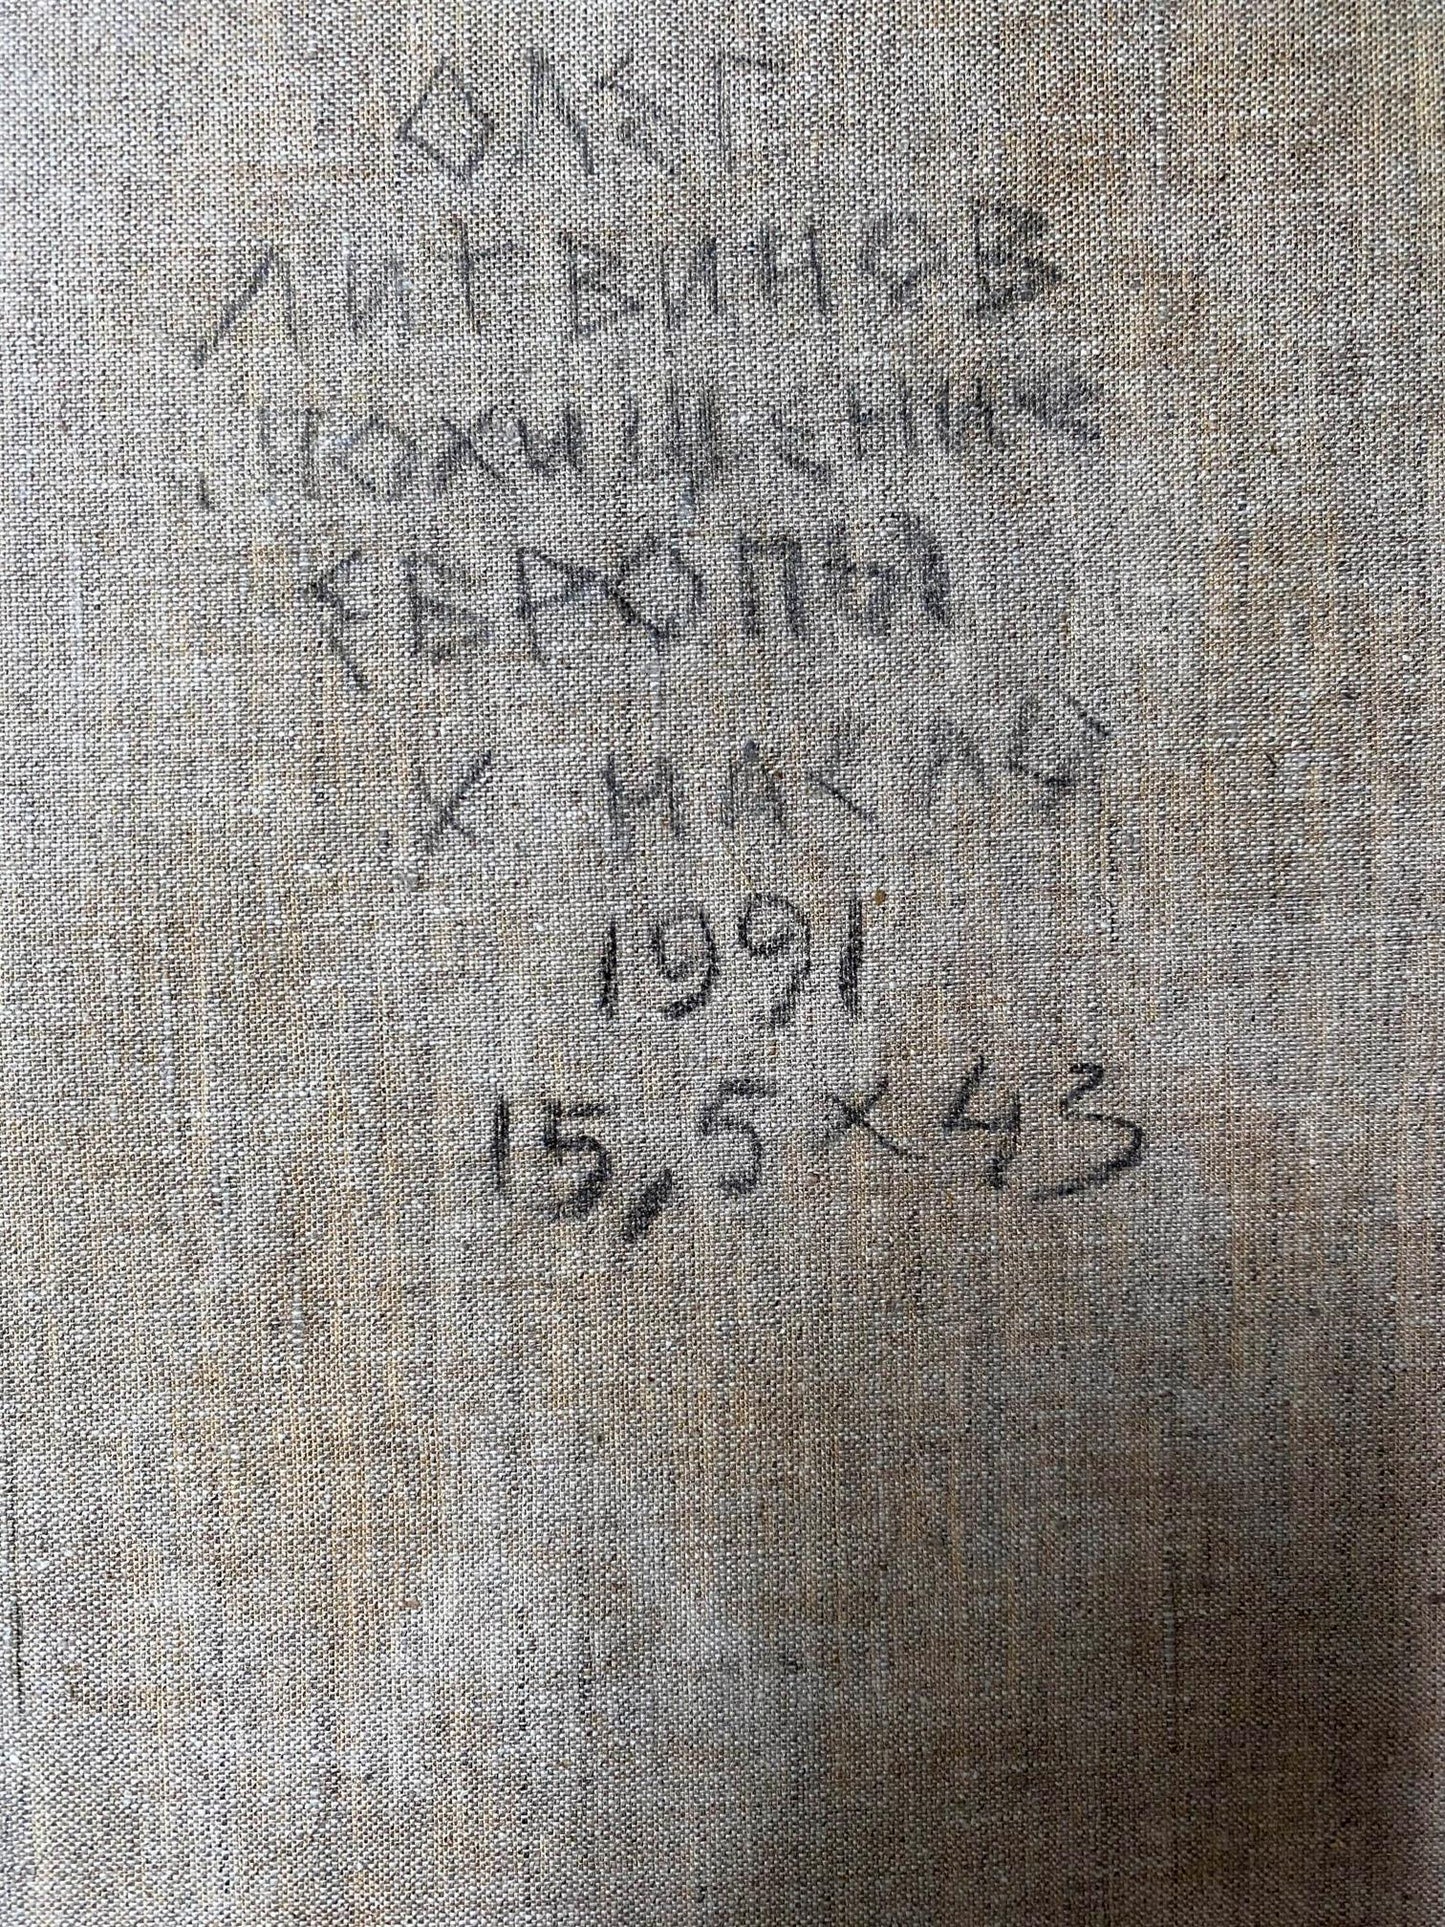 ОЛЕГ
ЛИТВИНОВ
„ПОХИЩЕНИЕ
ЕВРОПЫ"
Х. МАСЛО
1991
15,5 x 43